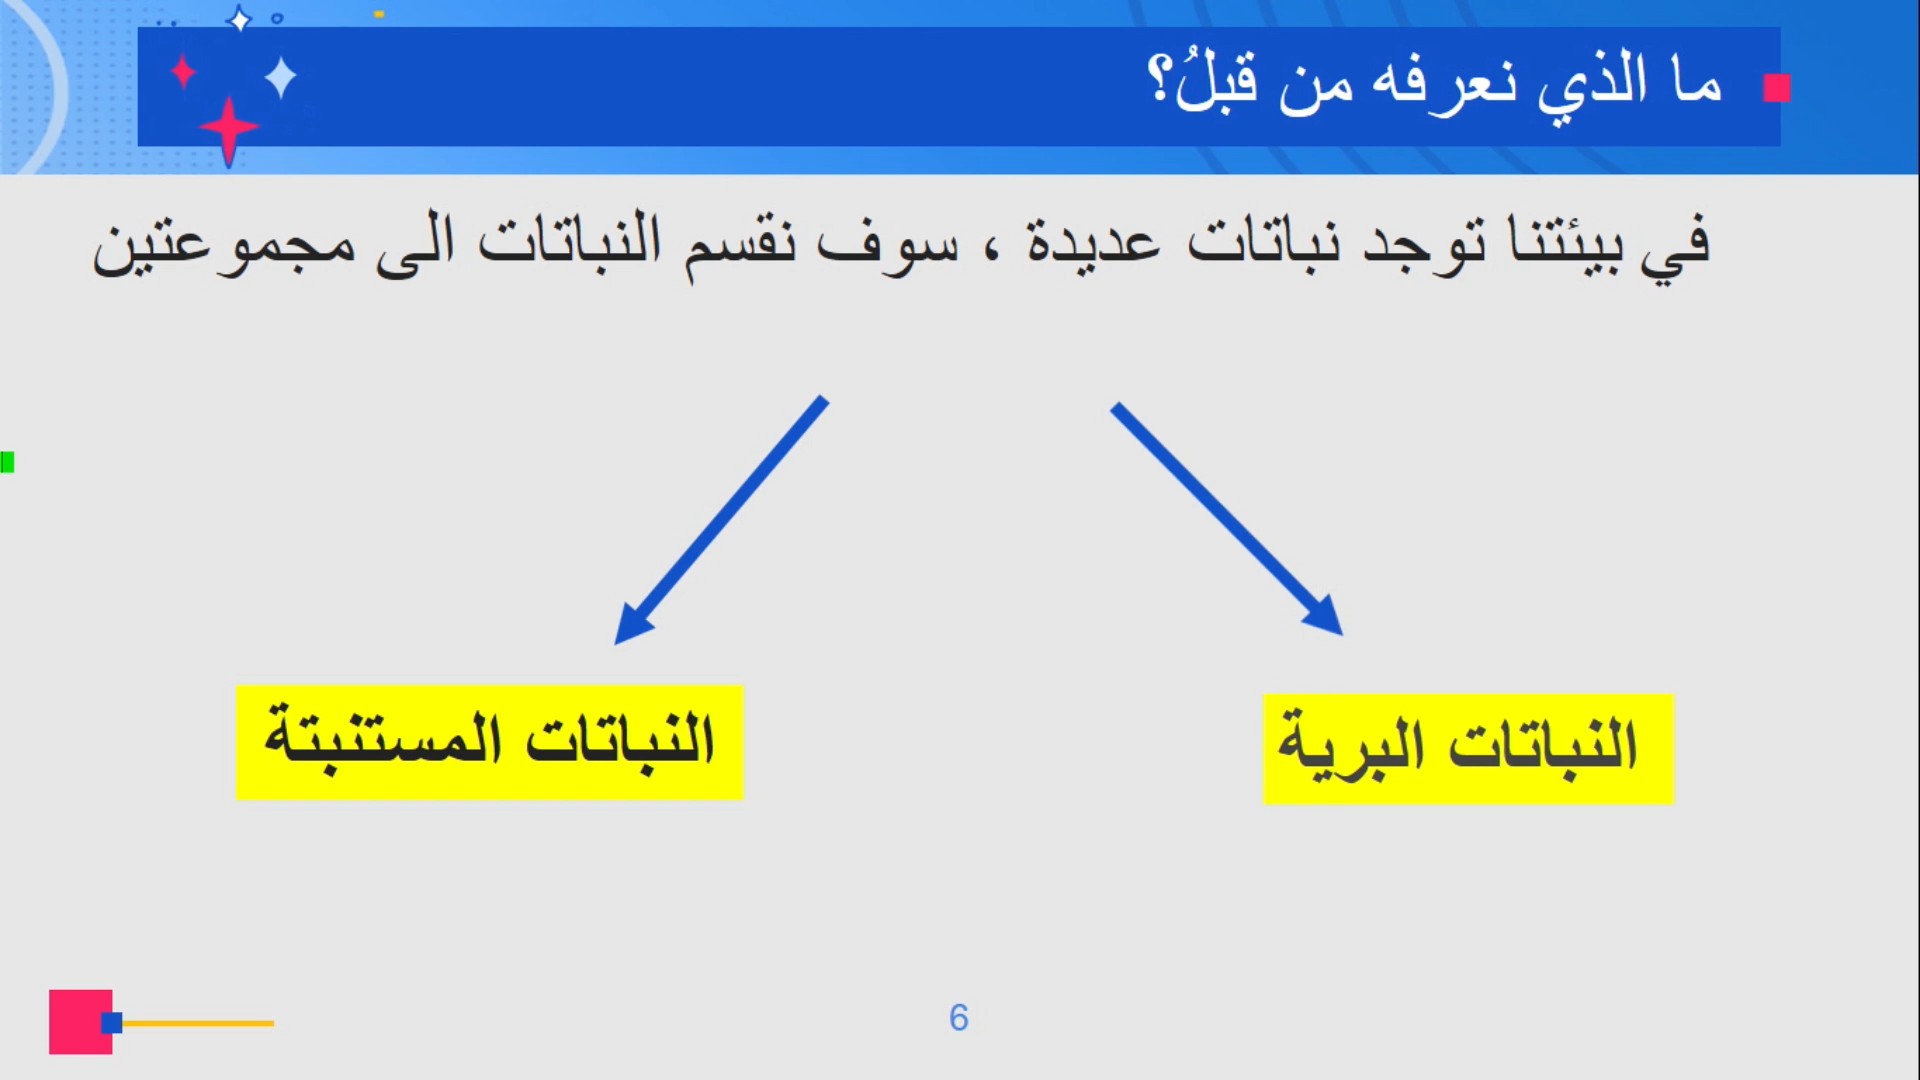 ما الذي نعرفه من قبلُ؟
في بيئتنا توجد نباتات عديدة ، سوف نقسم النباتات الى مجموعتين
النباتات البرية
النباتات المستنبتة
6